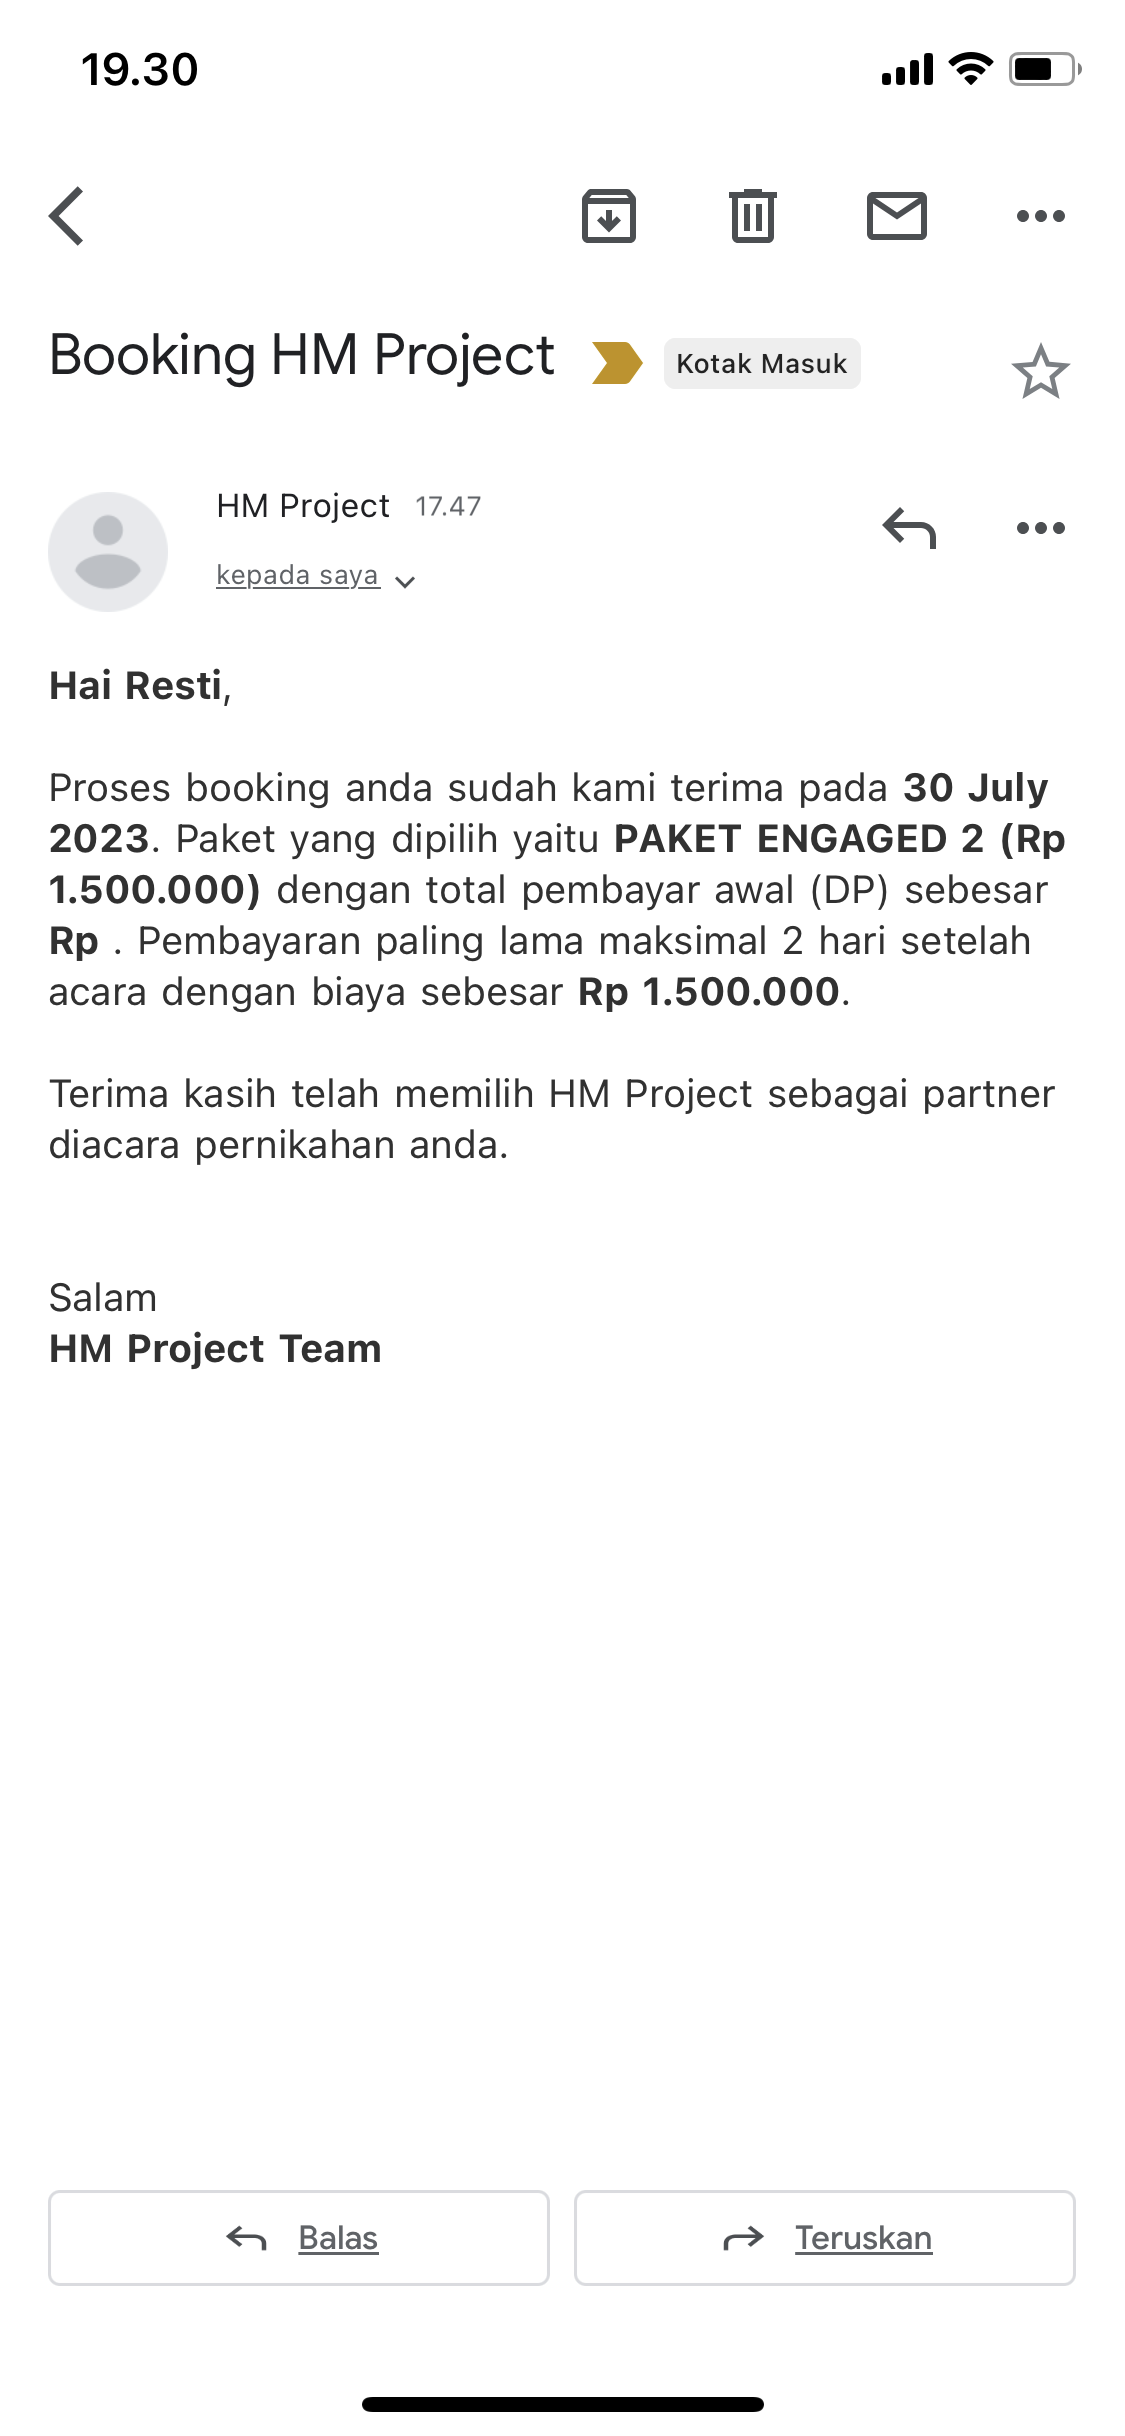 19.30
Booking HM Project
Kotak Masuk
HM Project 17.47
kepada saya
Hai Resti,
Proses booking anda sudah kami terima pada 30 July
2023. Paket yang dipilih yaitu PAKET ENGAGED 2 (Rp
1.500.000) dengan total pembayar awal (DP) sebesar
Rp . Pembayaran paling lama maksimal 2 hari setelah
acara dengan biaya sebesar Rp 1.500.000.
Terima kasih telah memilih HM Project sebagai partner
diacara pernikahan anda.
Salam
HM Project Team
Balas
Teruskan